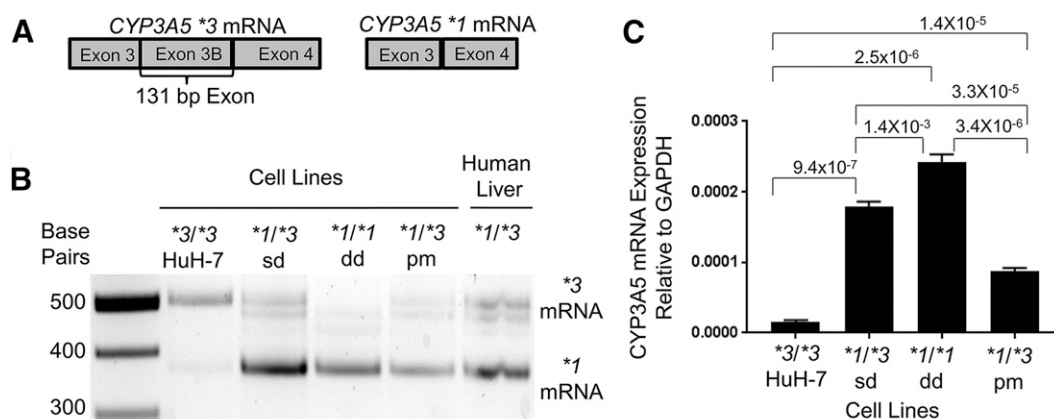 A
CYP3A5 *3 mRNA
CYP3A5 *1 mRNA
Exon 3
Exon 3B
Exon 4
Exon 3
Exon 4
131 bp Exon
B
Cell Lines
Human
Liver
Base
Pairs
*3/*3
HuH-7
*1/*3
sd
*1/*1
dd
*1/*3
pm
*1/*3
500
400
300
*3
mRNA
*1
mRNA
C
1.4X10-5
2.5x10-6
3.3X10-5
1.4X10-3
3.4X10-6
9.4x10-7
CYP3A5 mRNA Expression
Relative to GAPDH
0.0003
0.0002
0.0001
0.0000
*3/*3
HuH-7
*1/*3
sd
*1/*1
dd
*1/*3
pm
Cell Lines